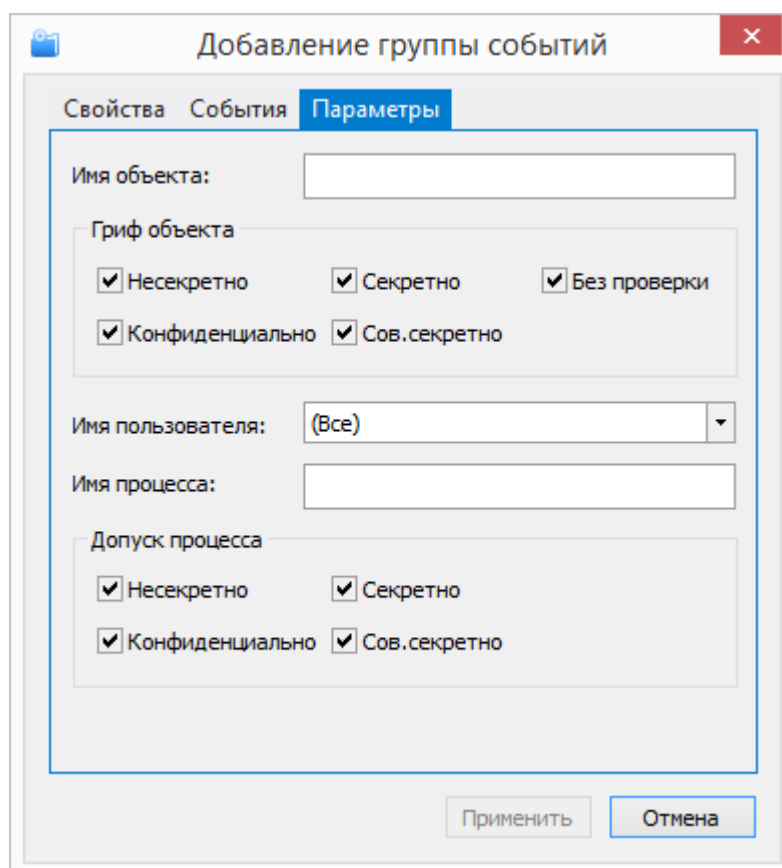 Добавление группы событий
Свойства События Параметры
Имя объекта:
Гриф объекта
Несекретно Секретно Без проверки
Конфиденциально Сов.секретно
Имя пользователя: (Все)
Имя процесса:
Допуск процесса
Несекретно Секретно
Конфиденциально Сов.секретно
Применить Отмена